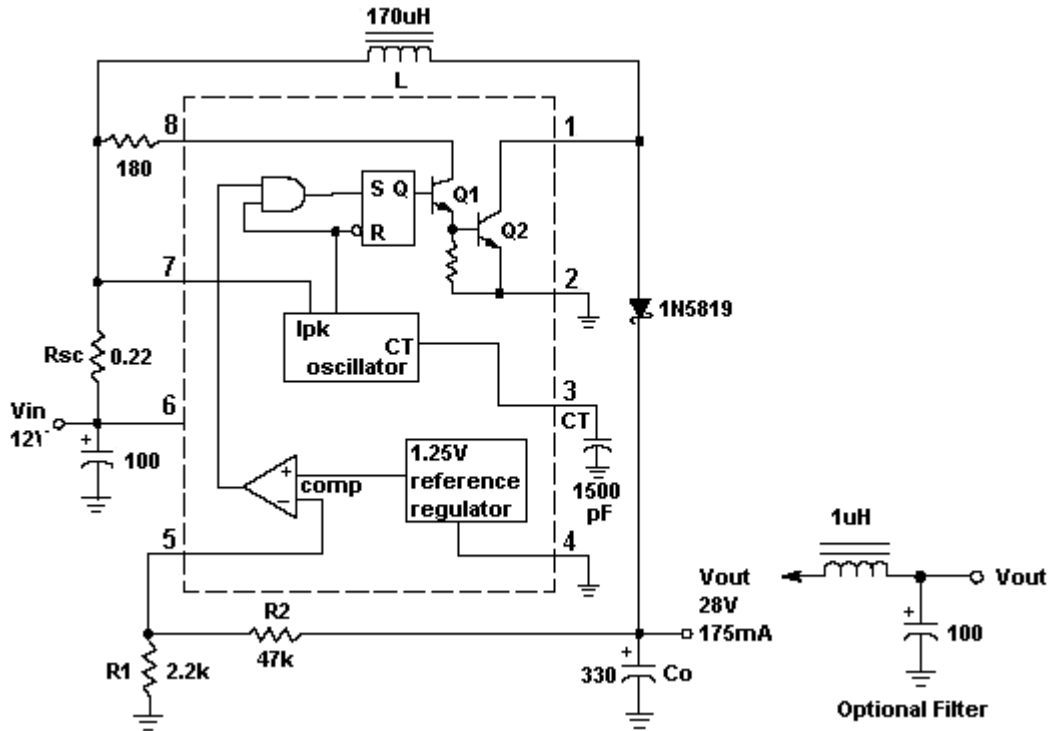 170uH
L
8
1
180
S Q
R
Q1
Q2
7
2
Ipk
CT
oscillator
1N5819
Rsc
0.22
3
CT
Vin
6
100
1.25V
reference
regulator
comp
1500
pF
5
4
1uH
Vout
28V
175mA
Vout
R2
47k
R1
2.2k
330
Co
100
Optional Filter